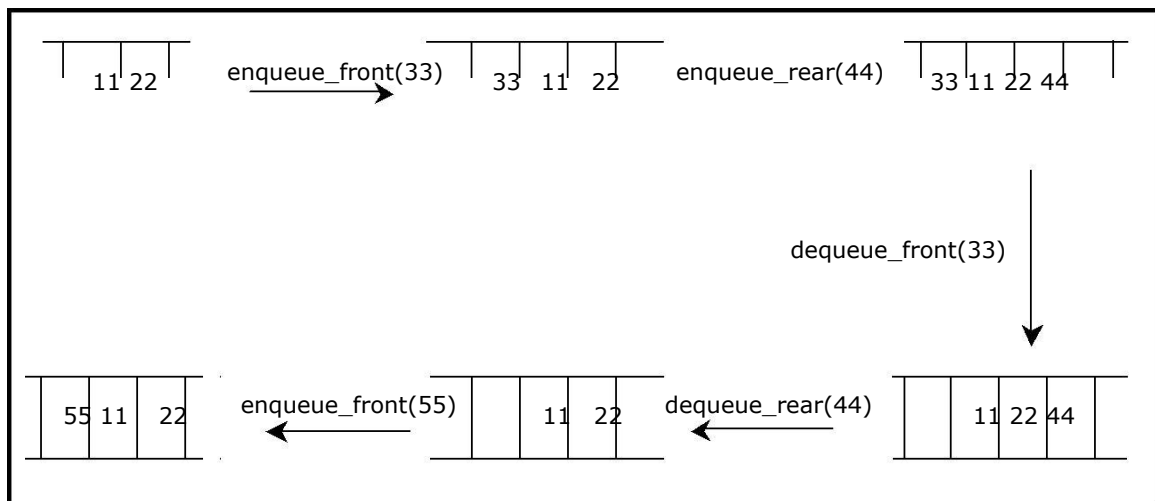 11 22
enqueue_front(33)
33 11 22
enqueue_rear(44)
33 11 22 44
dequeue_front(33)
55 11 22
enqueue_front(55)
11 22
dequeue_rear(44)
11 22 44